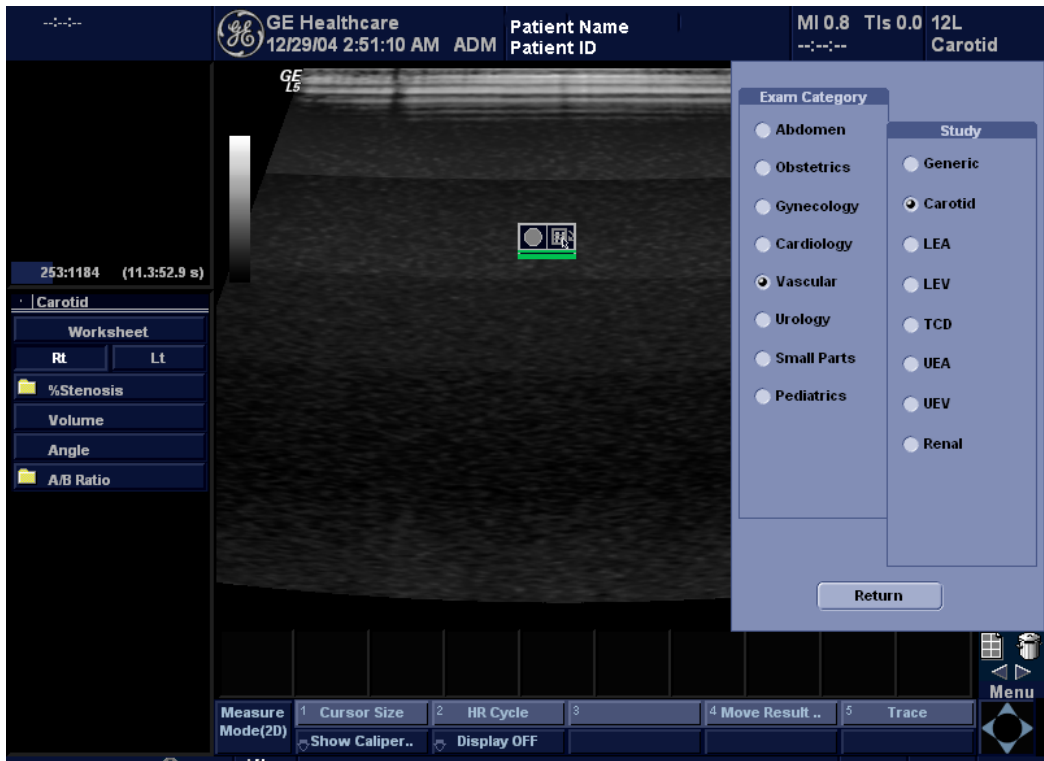 --:--:--
GE Healthcare
12/29/04 2:51:10 AM ADM
Patient Name
Patient ID
MI 0.8 TIs 0.0
--:--:--
12L
Carotid
GE
L5
253:1184 (11.3:52.9 s)
Carotid
Worksheet
Rt Lt
%Stenosis
Volume
Angle
A/B Ratio
Exam Category
Abdomen
Obstetrics
Gynecology
Cardiology
Vascular
Urology
Small Parts
Pediatrics
Study
Generic
Carotid
LEA
LEV
TCD
UEA
UEV
Renal
Return
Menu
Measure
Mode(2D)
1 Cursor Size 2 HR Cycle 3 4 Move Result .. 5 Trace
Show Caliper.. Display OFF